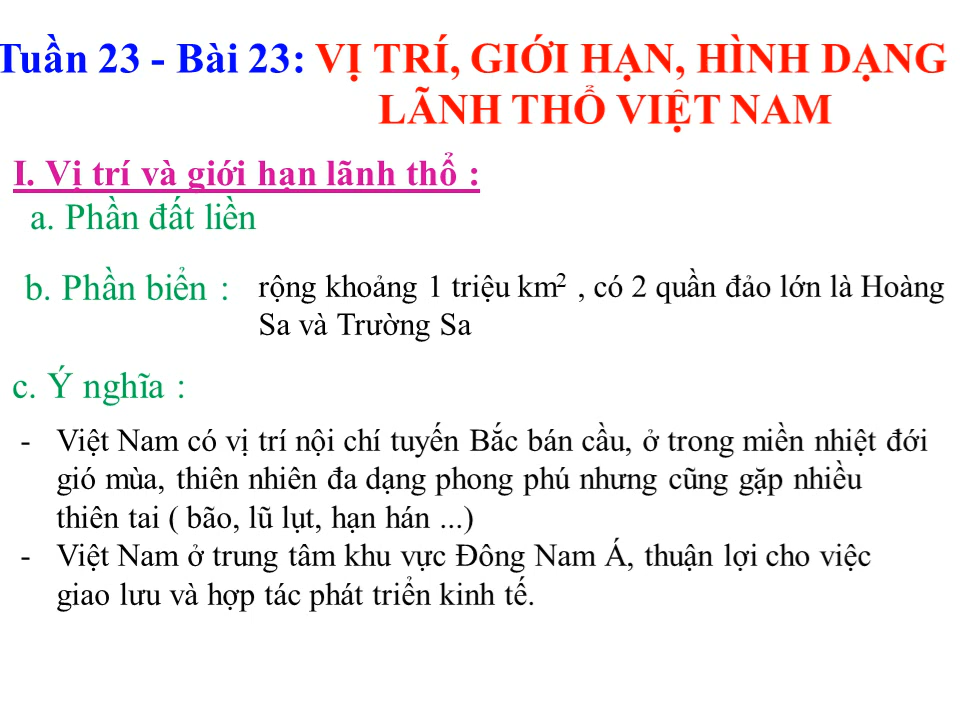 Tuần 23 - Bài 23: VỊ TRÍ, GIỚI HẠN, HÌNH DẠNG
LÃNH THỔ VIỆT NAM
I. Vị trí và giới hạn lãnh thổ :
a. Phần đất liền
b. Phần biển : rộng khoảng 1 triệu km² , có 2 quần đảo lớn là Hoàng
Sa và Trường Sa
c. Ý nghĩa :
- Việt Nam có vị trí nội chí tuyến Bắc bán cầu, ở trong miền nhiệt đới
gió mùa, thiên nhiên đa dạng phong phú nhưng cũng gặp nhiều
thiên tai ( bão, lũ lụt, hạn hán ...)
- Việt Nam ở trung tâm khu vực Đông Nam Á, thuận lợi cho việc
giao lưu và hợp tác phát triển kinh tế.